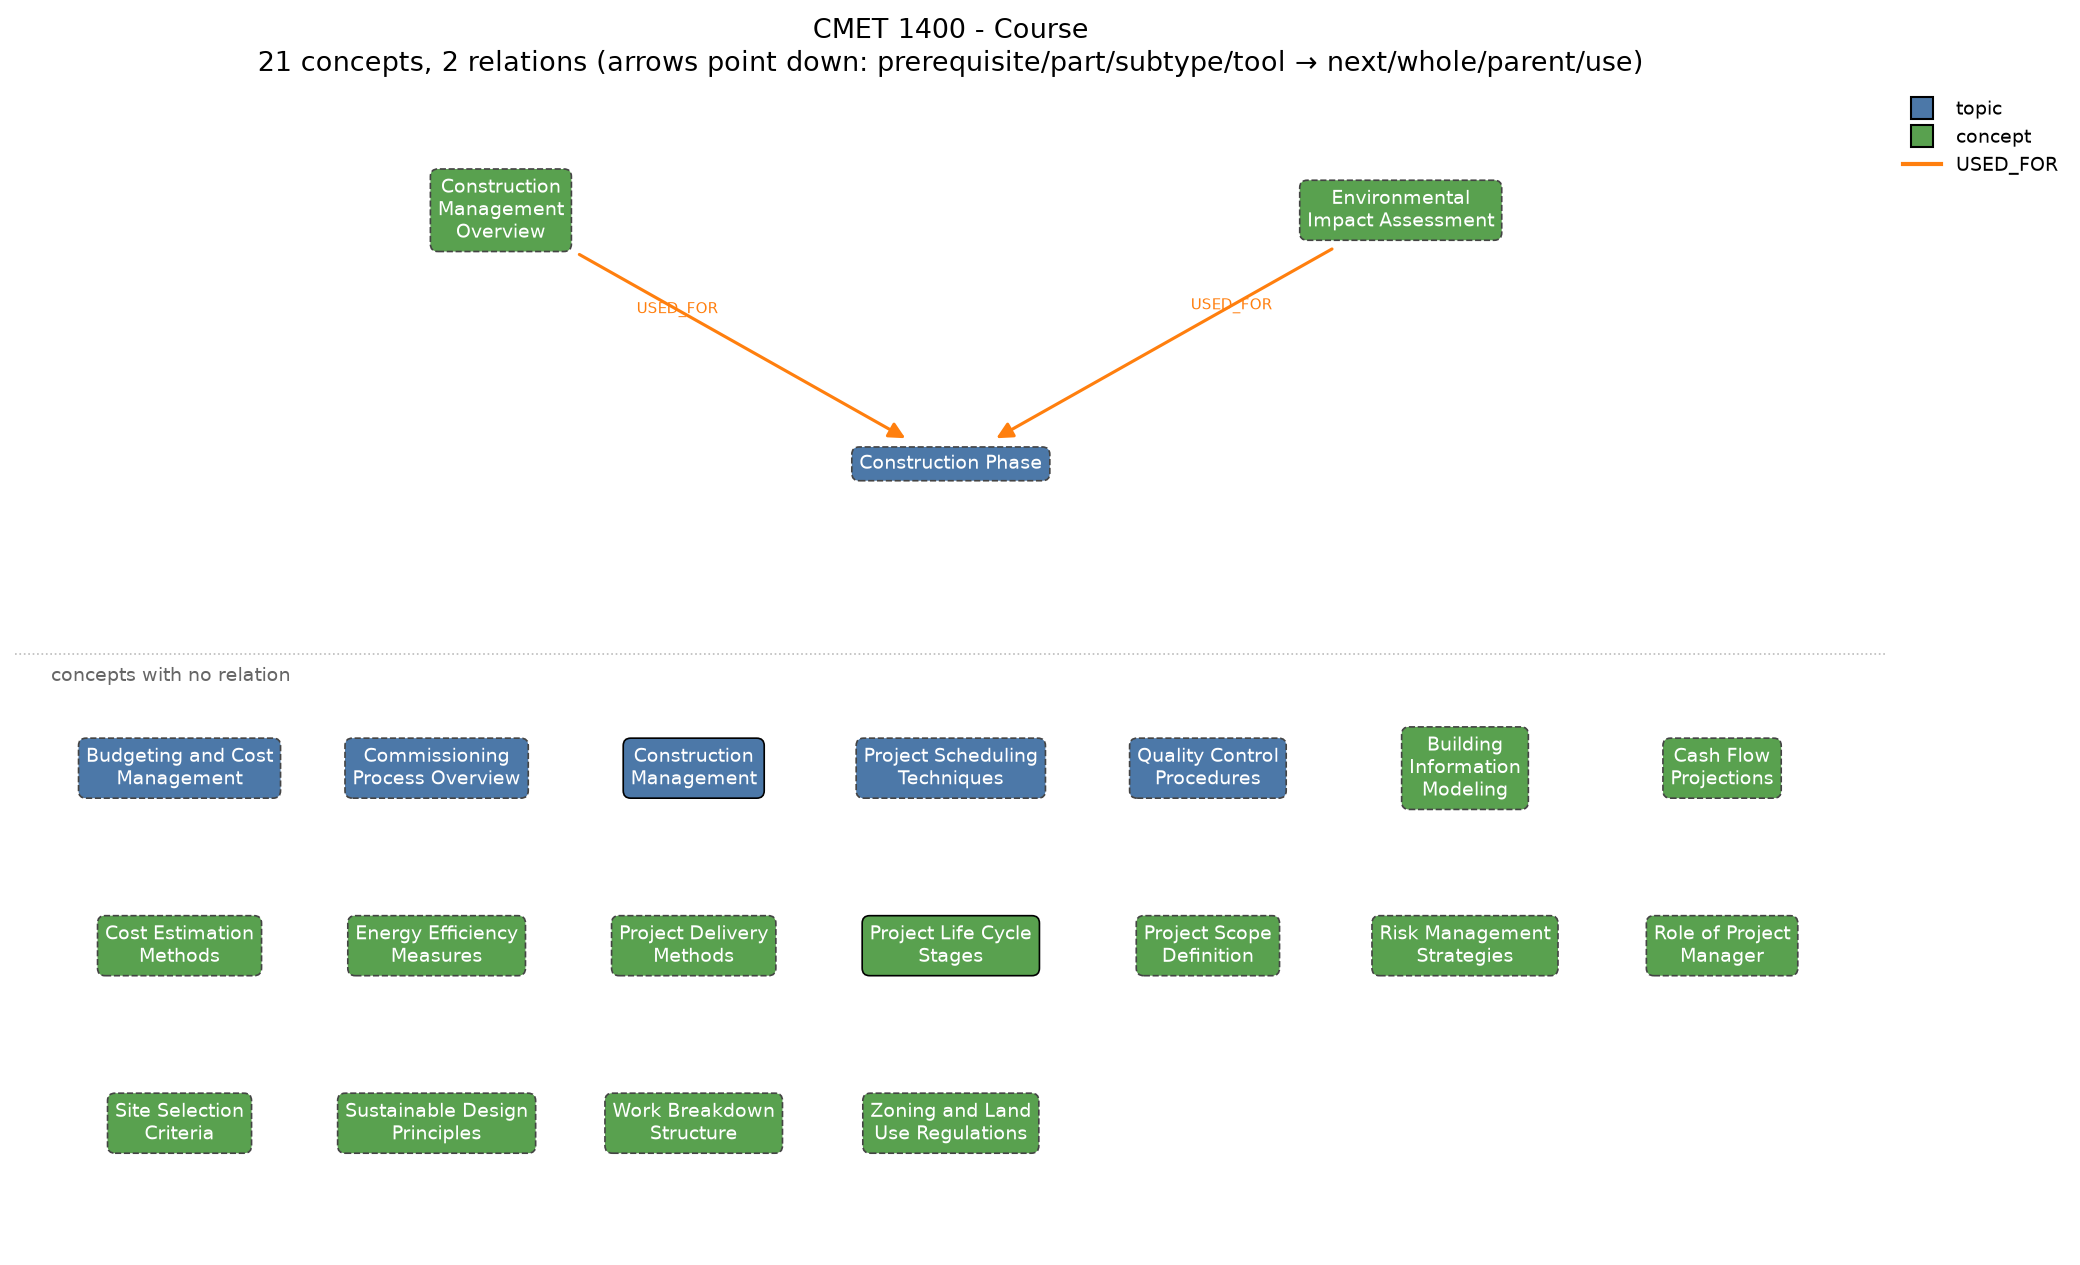 CMET 1400 - Course
21 concepts, 2 relations (arrows point down: prerequisite/part/subtype/tool → next/whole/parent/use)
topic
concept
USED_FOR
Construction
Management
Overview
Environmental
Impact Assessment
USED_FOR
USED_FOR
Construction Phase
concepts with no relation
Budgeting and Cost
Management
Commissioning
Process Overview
Construction
Management
Project Scheduling
Techniques
Quality Control
Procedures
Building
Information
Modeling
Cash Flow
Projections
Cost Estimation
Methods
Energy Efficiency
Measures
Project Delivery
Methods
Project Life Cycle
Stages
Project Scope
Definition
Risk Management
Strategies
Role of Project
Manager
Site Selection
Criteria
Sustainable Design
Principles
Work Breakdown
Structure
Zoning and Land
Use Regulations